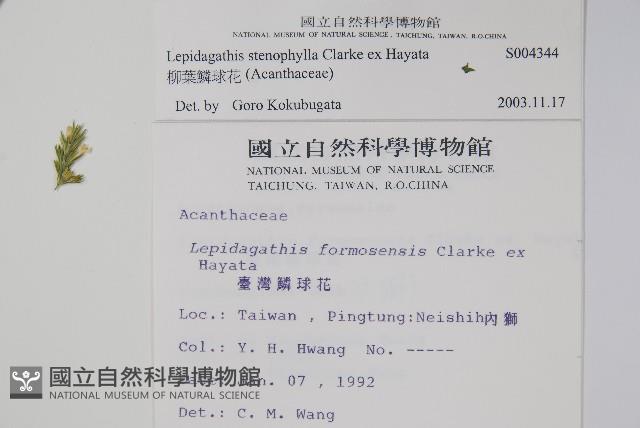 國立自然科學博物館
NATIONAL MUSEUM OF NATURAL SCIENCE, TAICHUNG, TAIWAN, R.O.CHINA
Lepidagathis stenophylla Clarke ex Hayata S004344
柳葉鱗球花 (Acanthaceae)
Det. by Goro Kokubugata 2003.11.17
國立自然科學博物館
NATIONAL MUSEUM OF NATURAL SCIENCE
TAICHUNG, TAIWAN, R.O.CHINA
Acanthaceae
Lepidagathis formosensis Clarke ex
Hayata
臺灣鱗球花
Loc.: Taiwan , Pingtung:Neishih內獅
Col.: Y. H. Hwang No. -----
Jan. 07 , 1992
Det.: C. M. Wang
國立自然科學博物館
NATIONAL MUSEUM OF NATURAL SCIENCE